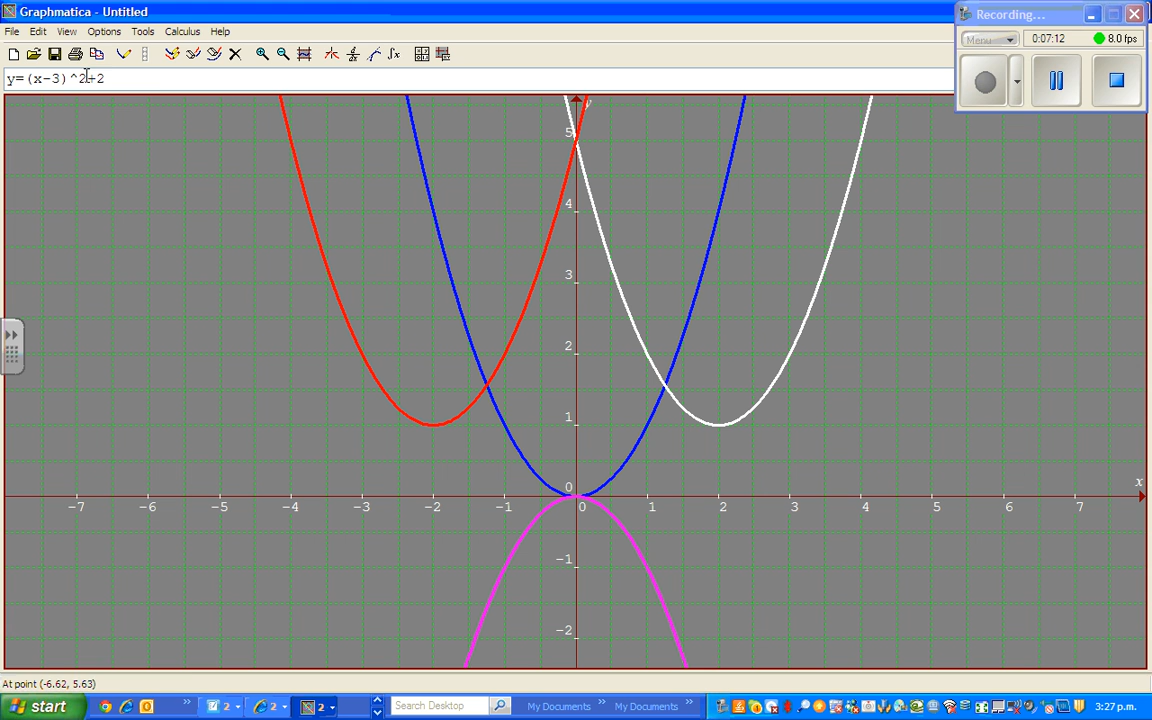 Graphmatica - Untitled
Recording...
File Edit View Options Tools Calculus Help
Menu 0:07:12 8.0 fps
y=(x-3)^2+2
y
5
4
3
2
1
0
x
-7 -6 -5 -4 -3 -2 -1 0 1 2 3 4 5 6 7
-1
-2
At point (-6.62, 5.63)
start 2 2 2 Search Desktop My Documents » My Documents » 3:27 p.m.